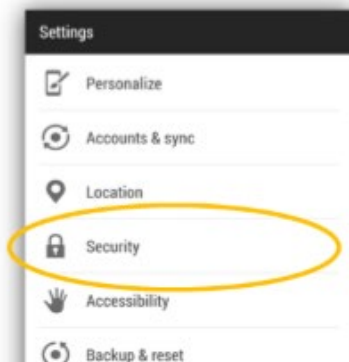 Settings
Personalize
Accounts & sync
Location
Security
Accessibility
Backup & reset